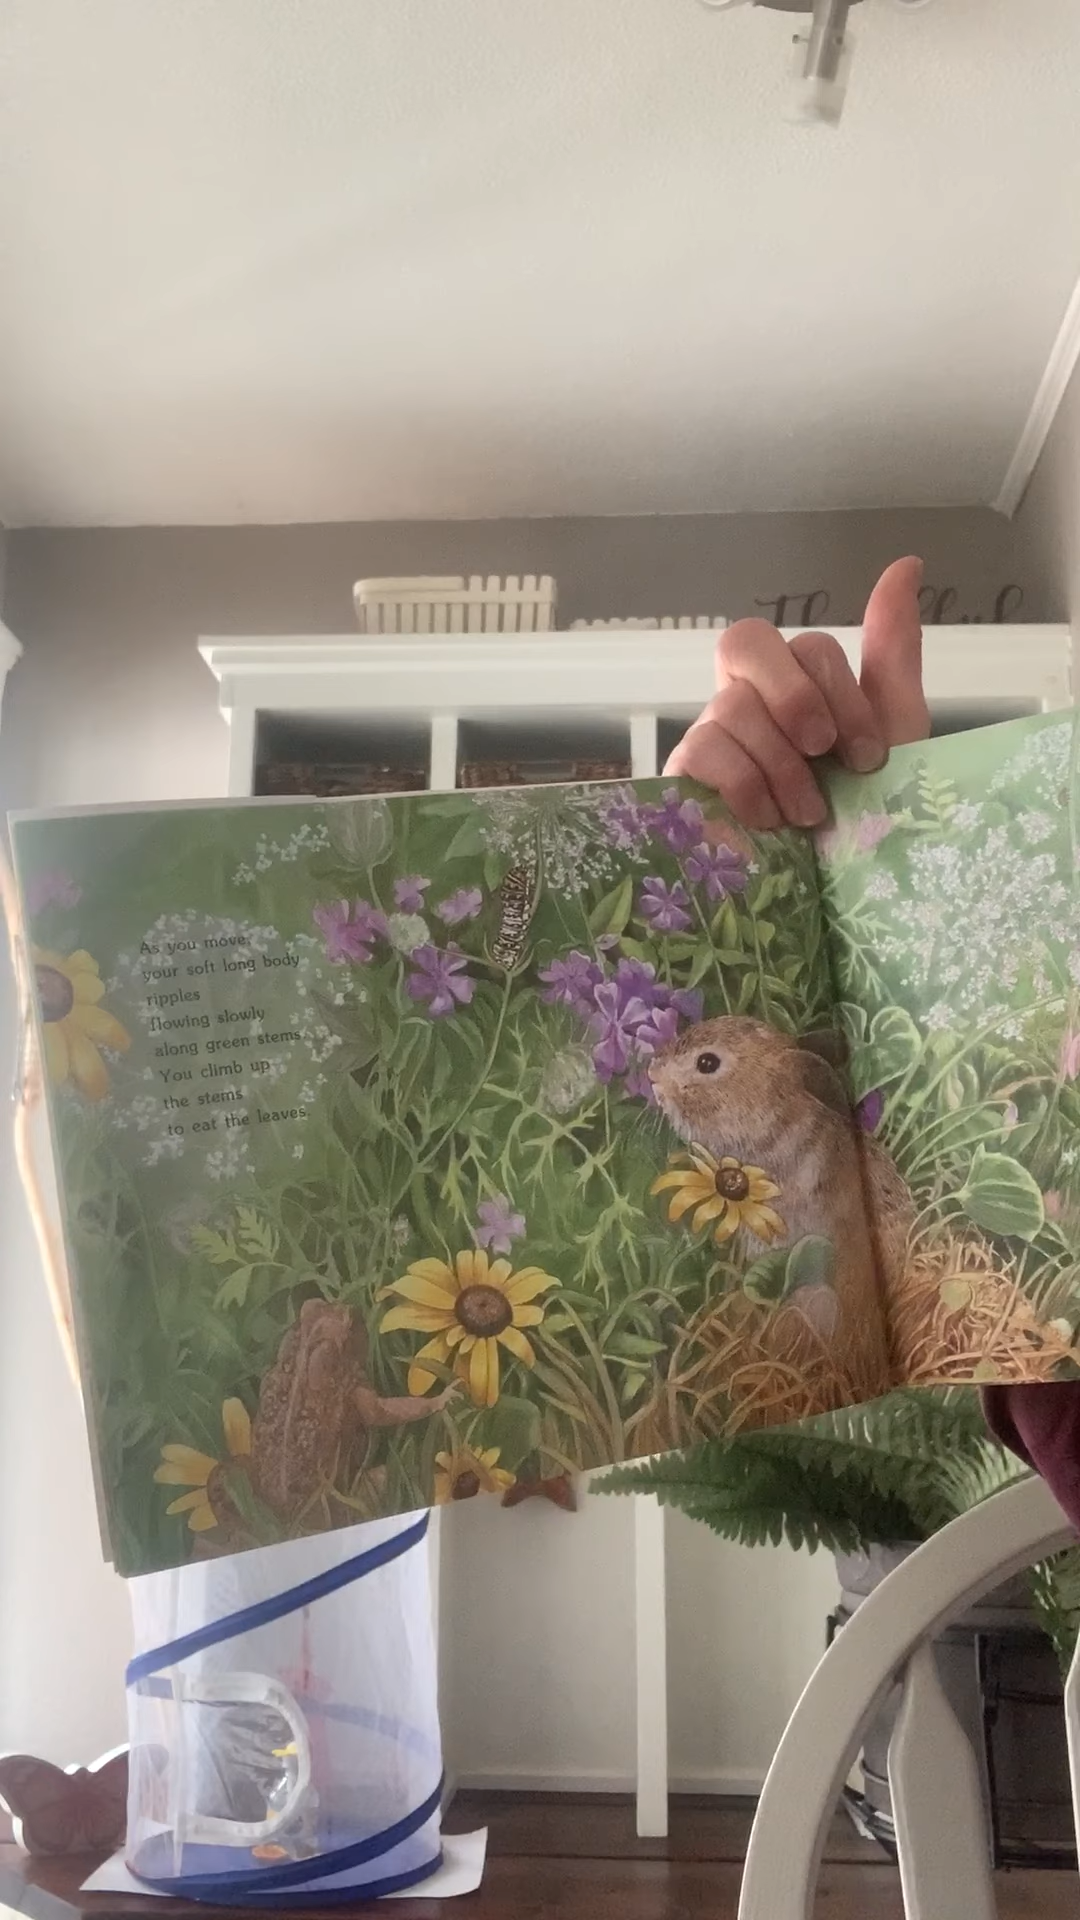 Thankful
As you move,
your soft long body
ripples
flowing slowly
along green stems.
You climb up
the stems
to eat the leaves.